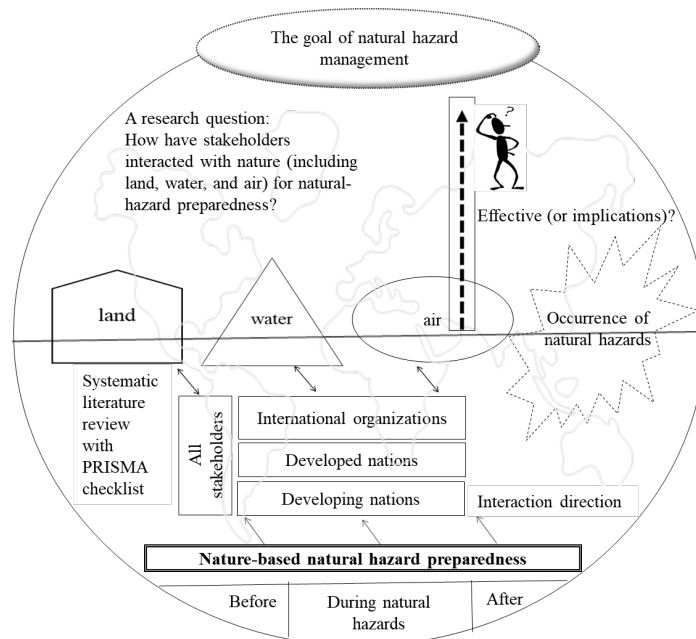 The goal of natural hazard
management
A research question:
How have stakeholders
interacted with nature (including
land, water, and air) for natural-
hazard preparedness?
?
Effective (or implications)?
land
water
air
Occurrence of
natural hazards
Systematic
literature
review
with
PRISMA
checklist
All
stakeholders
International organizations
Developed nations
Developing nations
Interaction direction
Nature-based natural hazard preparedness
Before
During natural
hazards
After